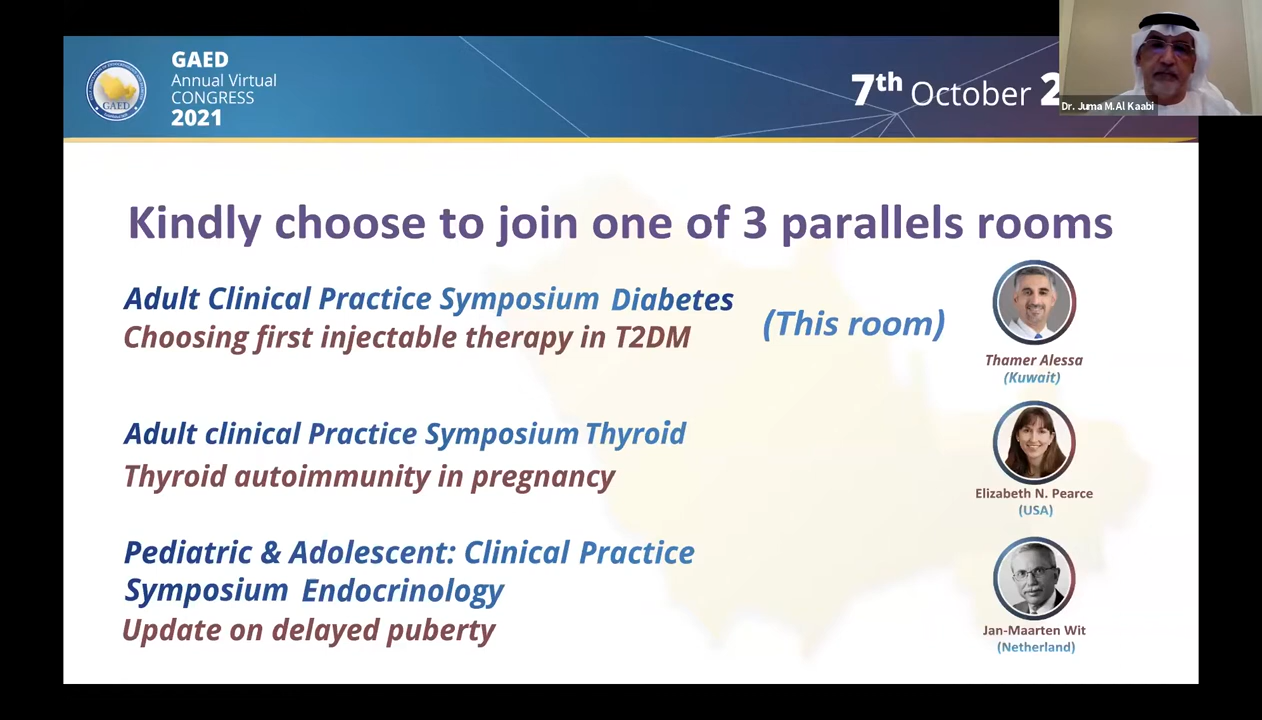 GAED
Annual Virtual
CONGRESS
2021
GAED
7th October 2
Dr. Juma M.Al Kaabi
Kindly choose to join one of 3 parallels rooms
Adult Clinical Practice Symposium Diabetes
Choosing first injectable therapy in T2DM
(This room)
Thamer Alessa
(Kuwait)
Adult clinical Practice Symposium Thyroid
Thyroid autoimmunity in pregnancy
Elizabeth N. Pearce
(USA)
Pediatric & Adolescent: Clinical Practice
Symposium Endocrinology
Update on delayed puberty
Jan-Maarten Wit
(Netherland)